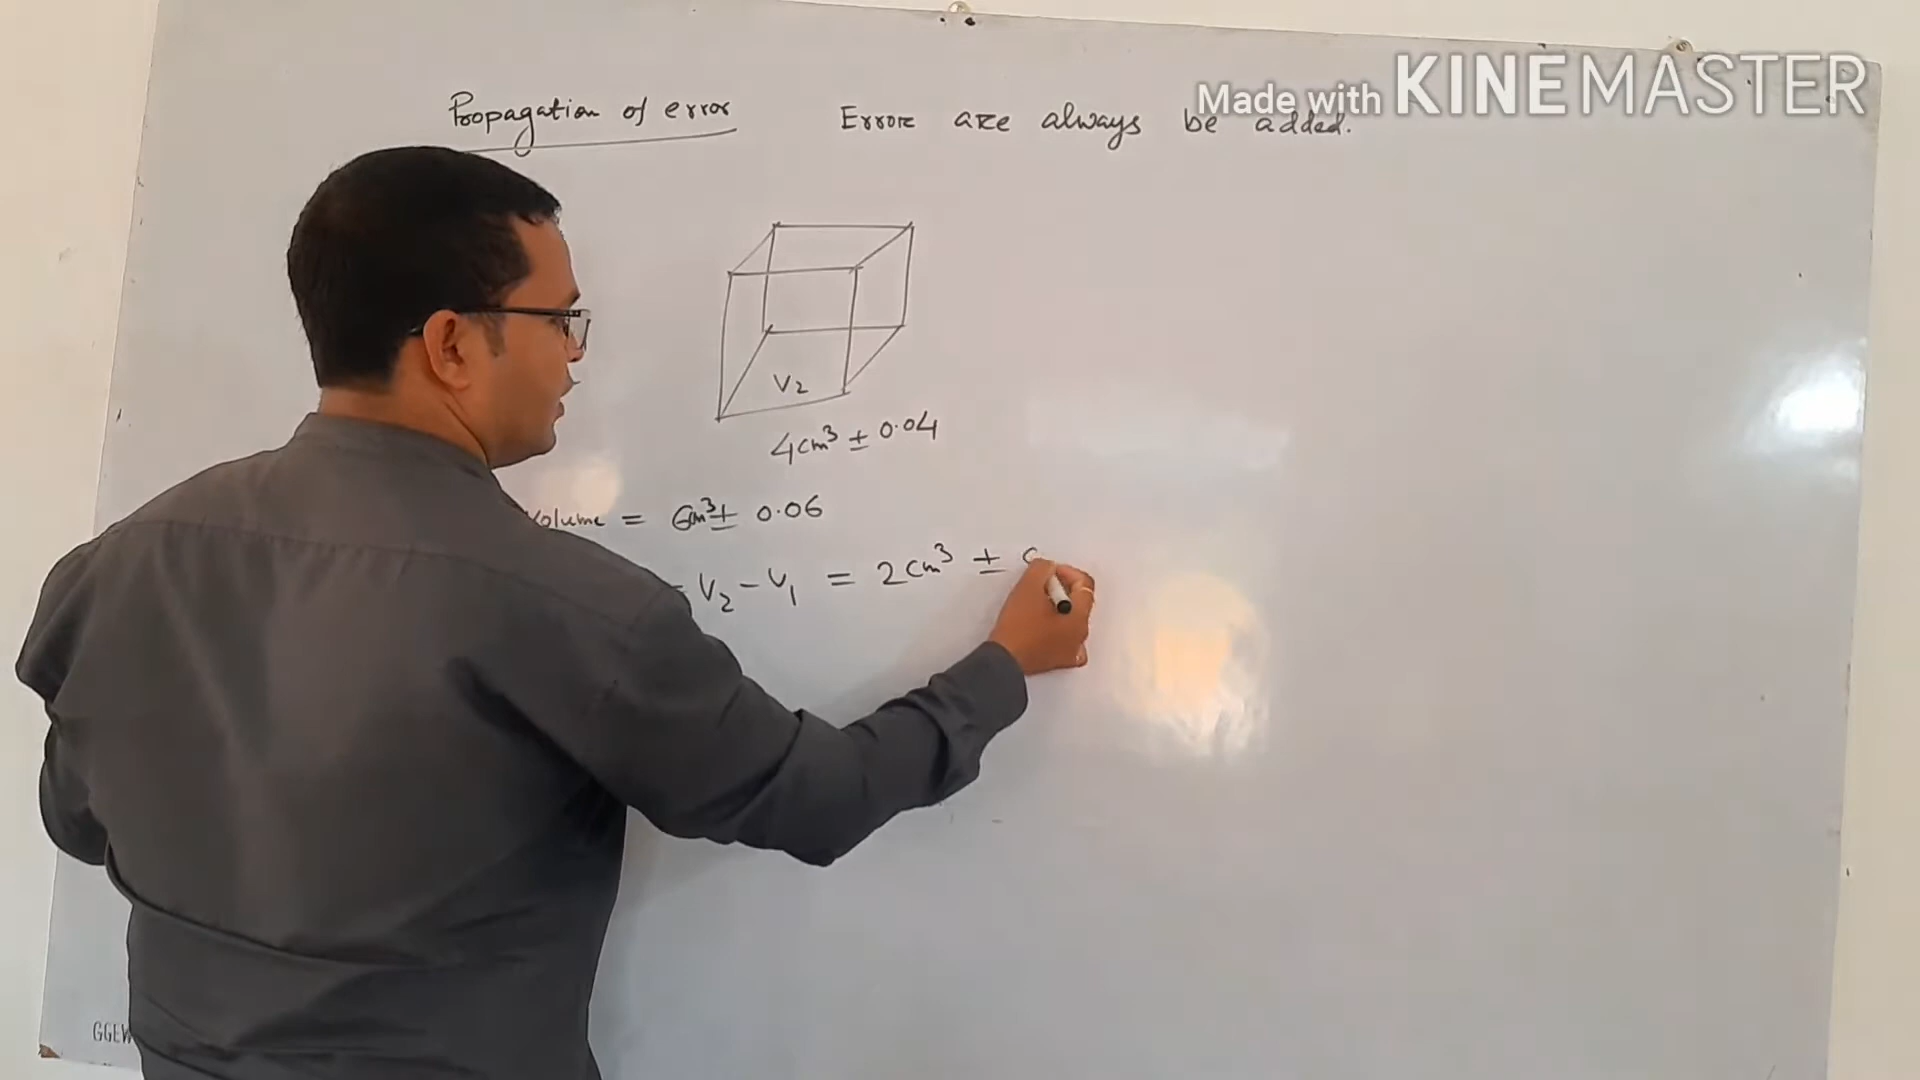 Made with KINEMASTER
Propagation of error
Error are always be added.
V₂
4cm³ ± 0.04
Volume = 6cm³ ± 0.06
= V₂ - V₁ = 2cm³ ±
GGEW